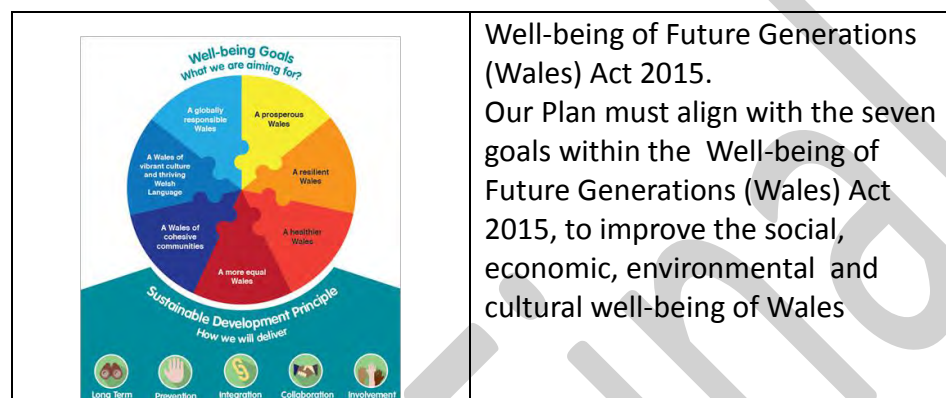 Well-being Goals
What we are aiming for?
A globally
responsible
Wales
A prosperous
Wales
A Wales of
vibrant culture
and thriving
Welsh
Language
A resilient
Wales
A Wales of
cohesive
communities
A healthier
Wales
A more equal
Wales
Sustainable Development Principle
How we will deliver
Long Term
Prevention
Integration
Collaboration
Involvement
Well-being of Future Generations
(Wales) Act 2015.
Our Plan must align with the seven
goals within the Well-being of
Future Generations (Wales) Act
2015, to improve the social,
economic, environmental and
cultural well-being of Wales
Final